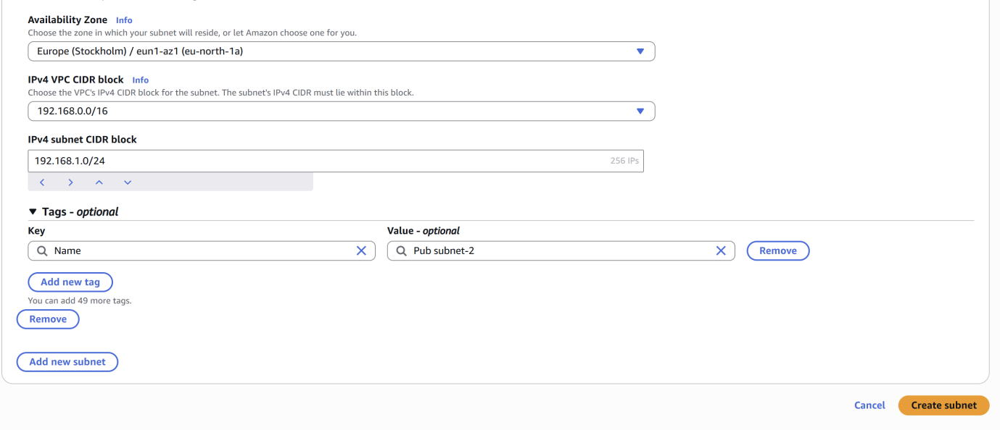 Availability Zone Info
Choose the zone in which your subnet will reside, or let Amazon choose one for you.
Europe (Stockholm) / eun1-az1 (eu-north-1a)
IPv4 VPC CIDR block Info
Choose the VPC's IPv4 CIDR block for the subnet. The subnet's IPv4 CIDR must lie within this block.
192.168.0.0/16
IPv4 subnet CIDR block
192.168.1.0/24 256 IPs
Tags - optional
Key Value - optional
Name Pub subnet-2 Remove
Add new tag
You can add 49 more tags.
Remove
Add new subnet
Cancel Create subnet